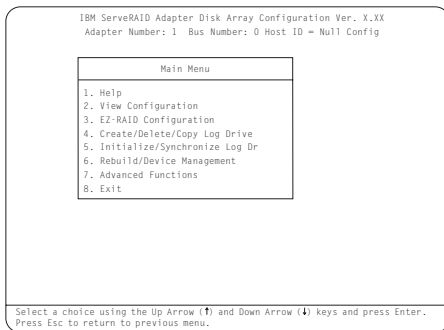 IBM ServeRAID Adapter Disk Array Configuration Ver. X.XX
Adapter Number: 1 Bus Number: 0 Host ID = Null Config
Main Menu
1. Help
2. View Configuration
3. EZ-RAID Configuration
4. Create/Delete/Copy Log Drive
5. Initialize/Synchronize Log Dr
6. Rebuild/Device Management
7. Advanced Functions
8. Exit
Select a choice using the Up Arrow (↑) and Down Arrow (↓) keys and press Enter.
Press Esc to return to previous menu.